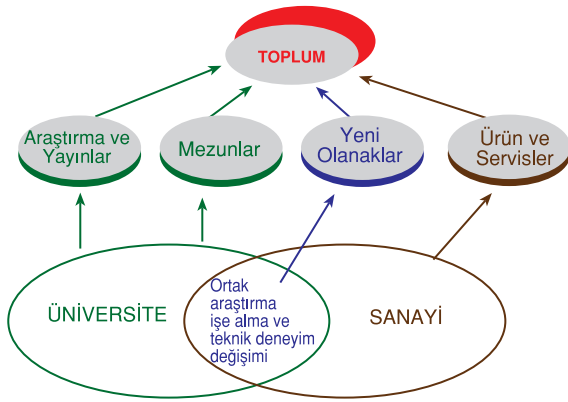 TOPLUM
Araştırma ve
Yayınlar
Mezunlar
Yeni
Olanaklar
Ürün ve
Servisler
ÜNİVERSİTE
Ortak
araştırma
işe alma ve
teknik deneyim
değişimi
SANAYİ